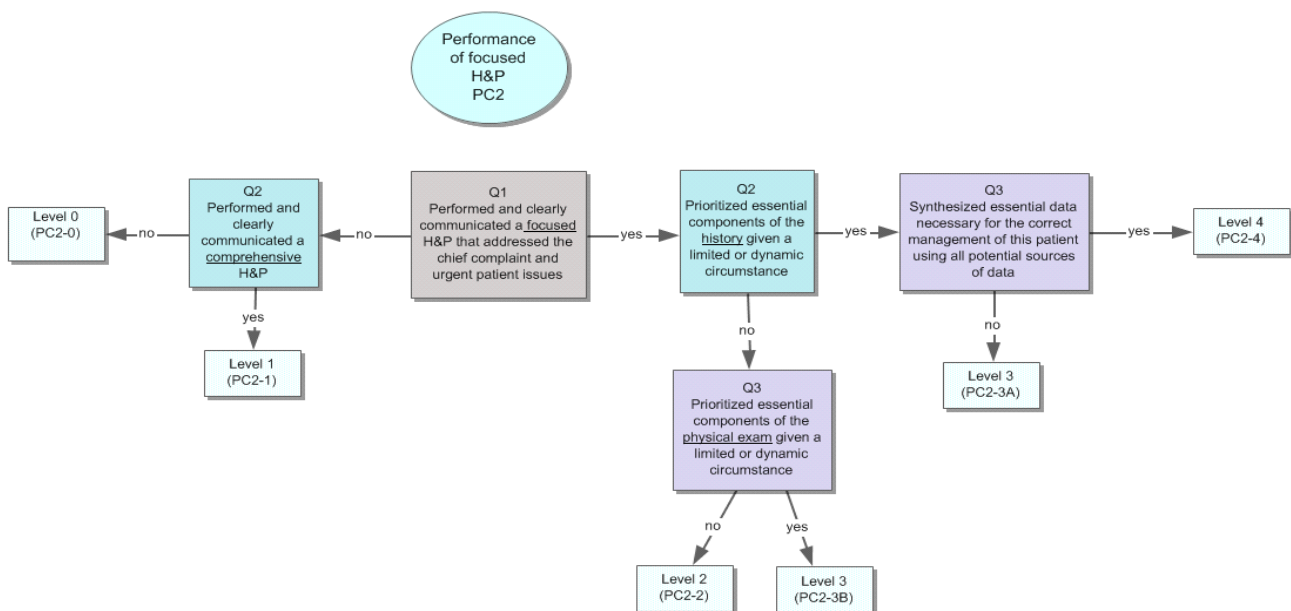 Performance
of focused
H&P
PC2
Q2
Performed and
clearly
communicated a
comprehensive
H&P
Q1
Performed and clearly
communicated a focused
H&P that addressed the
chief complaint and
urgent patient issues
Q2
Prioritized essential
components of the
history given a
limited or dynamic
circumstance
Q3
Synthesized essential data
necessary for the correct
management of this patient
using all potential sources
of data
Level 0
(PC2-0)
no
no
yes
yes
yes
Level 4
(PC2-4)
yes
no
no
Level 1
(PC2-1)
Level 3
(PC2-3A)
Q3
Prioritized essential
components of the
physical exam given a
limited or dynamic
circumstance
no
yes
Level 2
(PC2-2)
Level 3
(PC2-3B)